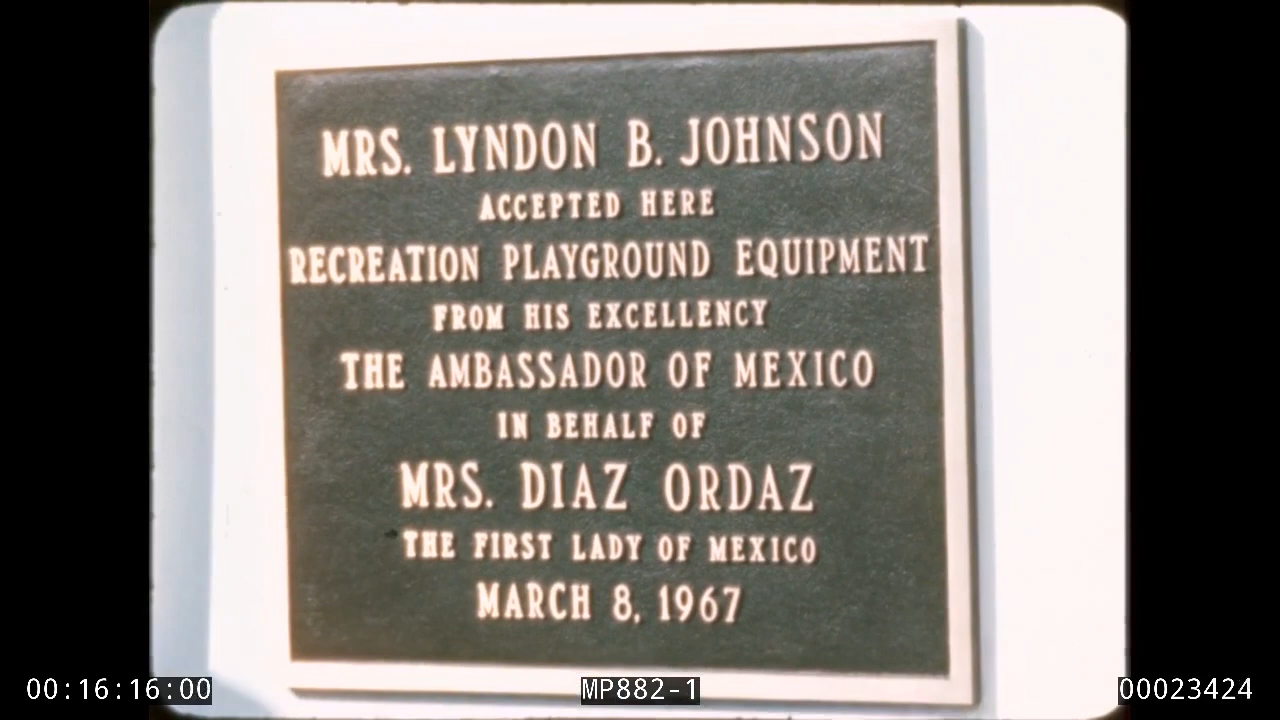 MRS. LYNDON B. JOHNSON
ACCEPTED HERE
RECREATION PLAYGROUND EQUIPMENT
FROM HIS EXCELLENCY
THE AMBASSADOR OF MEXICO
IN BEHALF OF
MRS. DIAZ ORDAZ
THE FIRST LADY OF MEXICO
MARCH 8, 1967
00:16:16:00 MP882-1 00023424